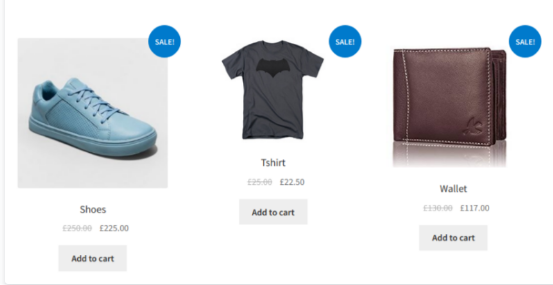 SALE!
Shoes
£250.00 £225.00
Add to cart
SALE!
Tshirt
£25.00 £22.50
Add to cart
SALE!
Wallet
£130.00 £117.00
Add to cart